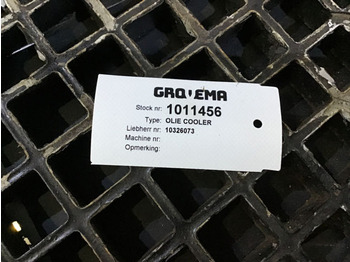 GROVEMA
Stock nr: 1011456
Type: OLIE COOLER
Liebherr nr: 10326073
Machine nr:
Opmerking: